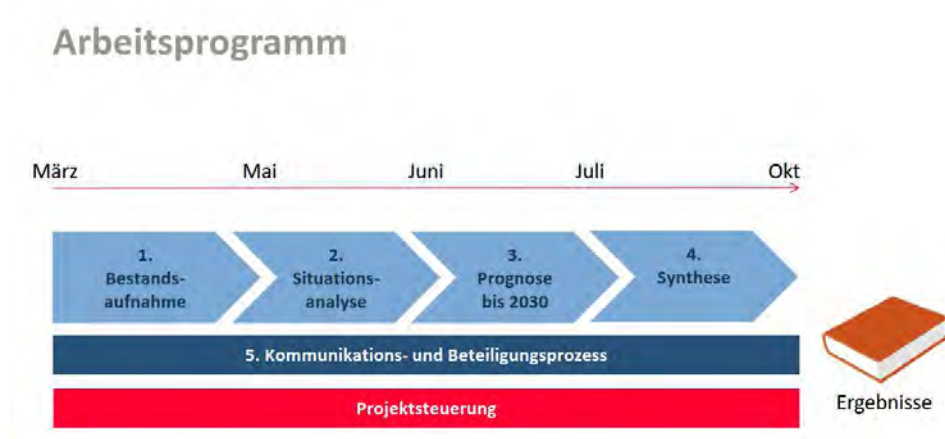 Arbeitsprogramm
März Mai Juni Juli Okt
1.
Bestands-
aufnahme
2.
Situations-
analyse
3.
Prognose
bis 2030
4.
Synthese
5. Kommunikations- und Beteiligungsprozess
Projektsteuerung
Ergebnisse